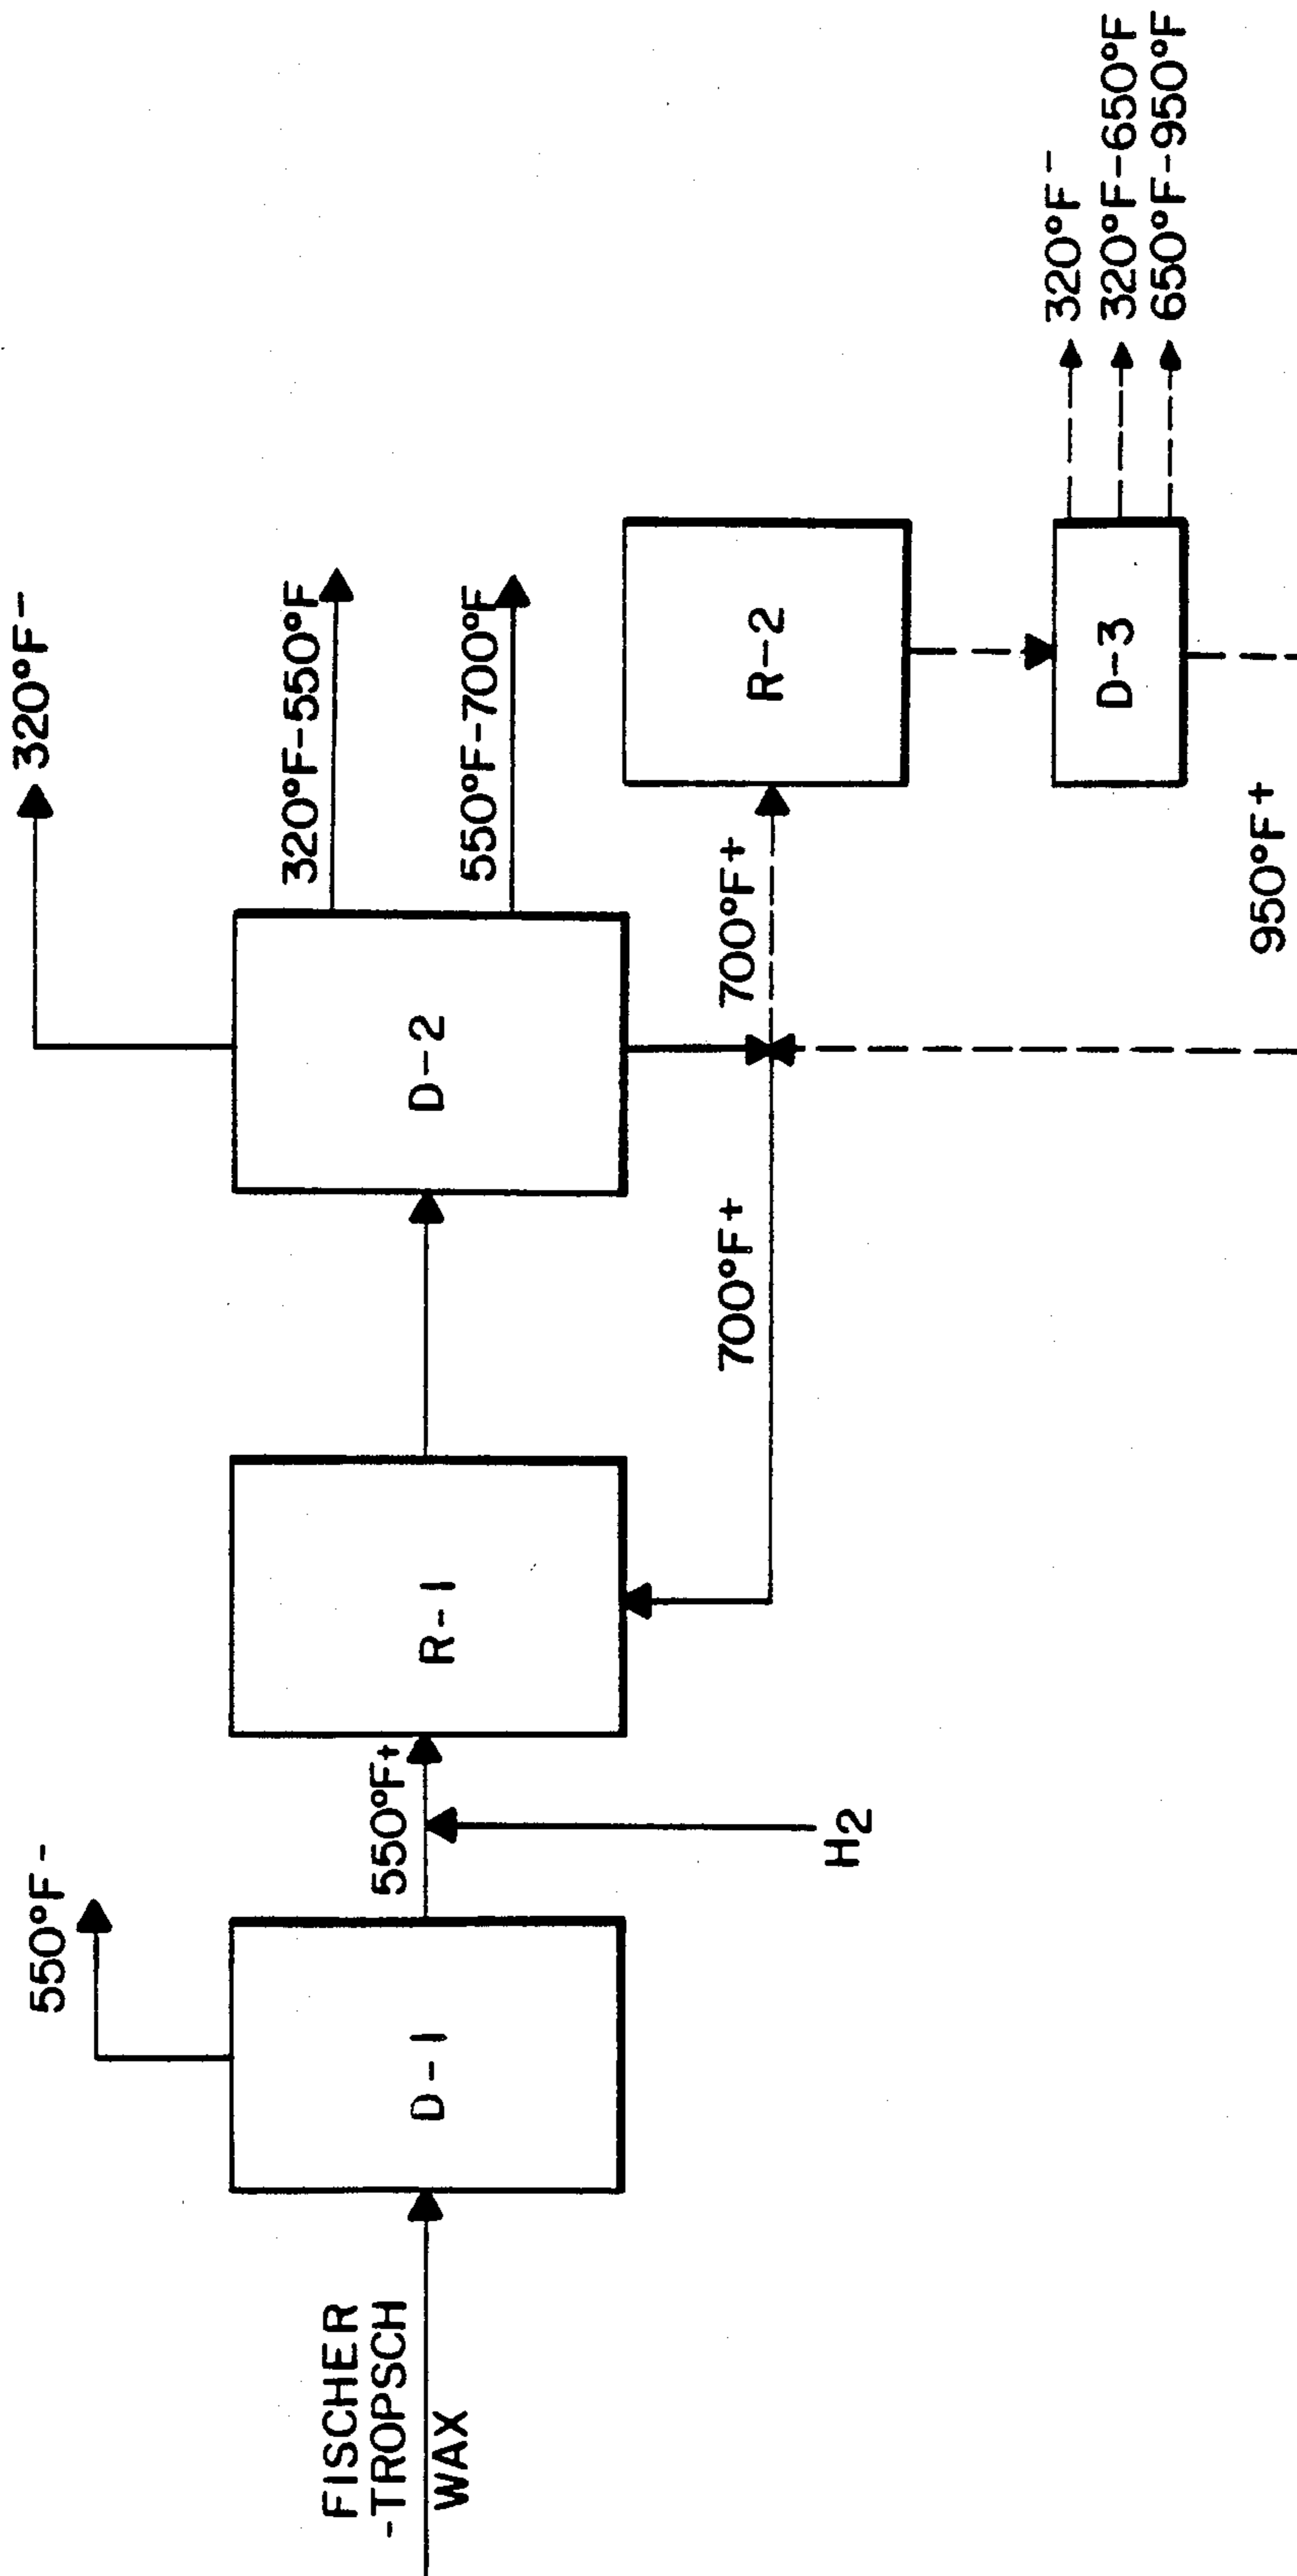 FISCHER
-TROPSCH
WAX
D-1
550°F-
550°F+
H2
R-1
D-2
320°F-
320°F-550°F
550°F-700°F
700°F+
700°F+
R-2
D-3
320°F-
320°F-650°F
650°F-950°F
950°F+